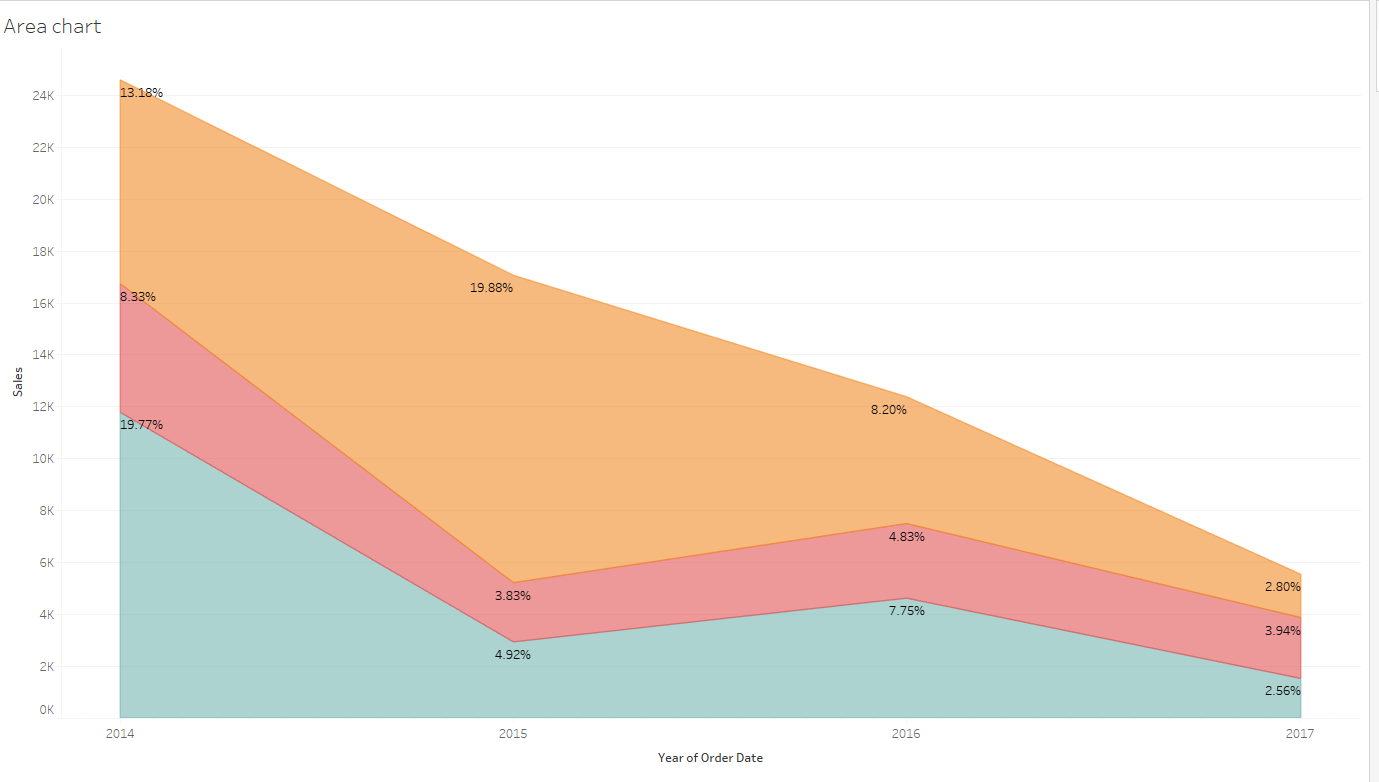 Area chart
24K
22K
20K
18K
16K
14K
12K
10K
8K
6K
4K
2K
0K
Sales
13.18%
8.33%
19.77%
19.88%
3.83%
4.92%
8.20%
4.83%
7.75%
2.80%
3.94%
2.56%
2014
2015
2016
2017
Year of Order Date